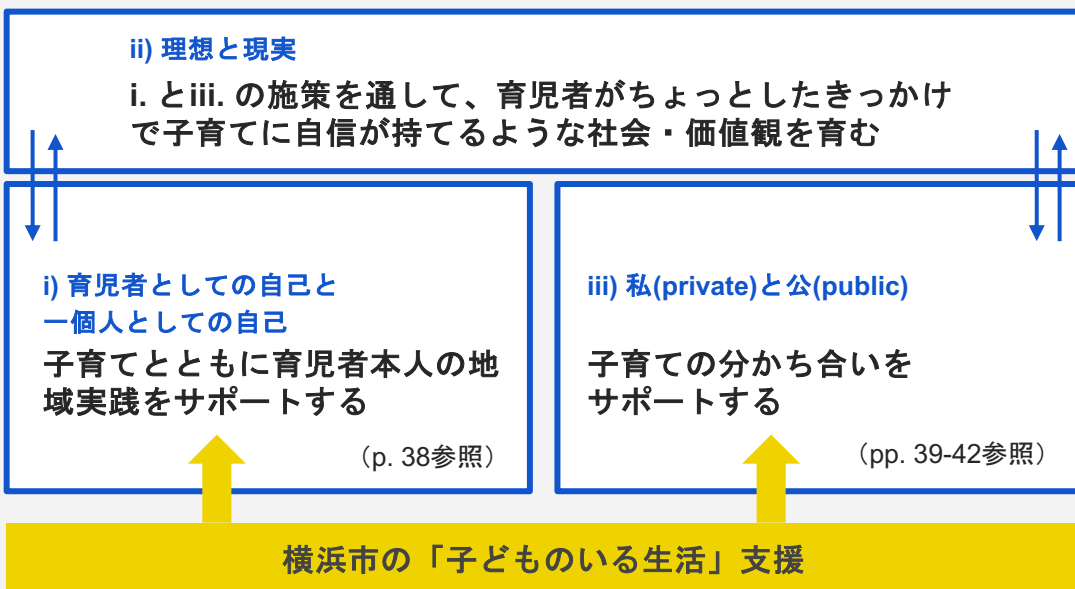 ii) 理想と現実
i. とiii. の施策を通して、育児者がちょっとしたきっかけ
で子育てに自信が持てるような社会・価値観を育む
i) 育児者としての自己と
一個人としての自己
子育てとともに育児者本人の地
域実践をサポートする
（p. 38参照）
iii) 私(private)と公(public)
子育ての分かち合いを
サポートする
（pp. 39-42参照）
横浜市の「子どものいる生活」支援